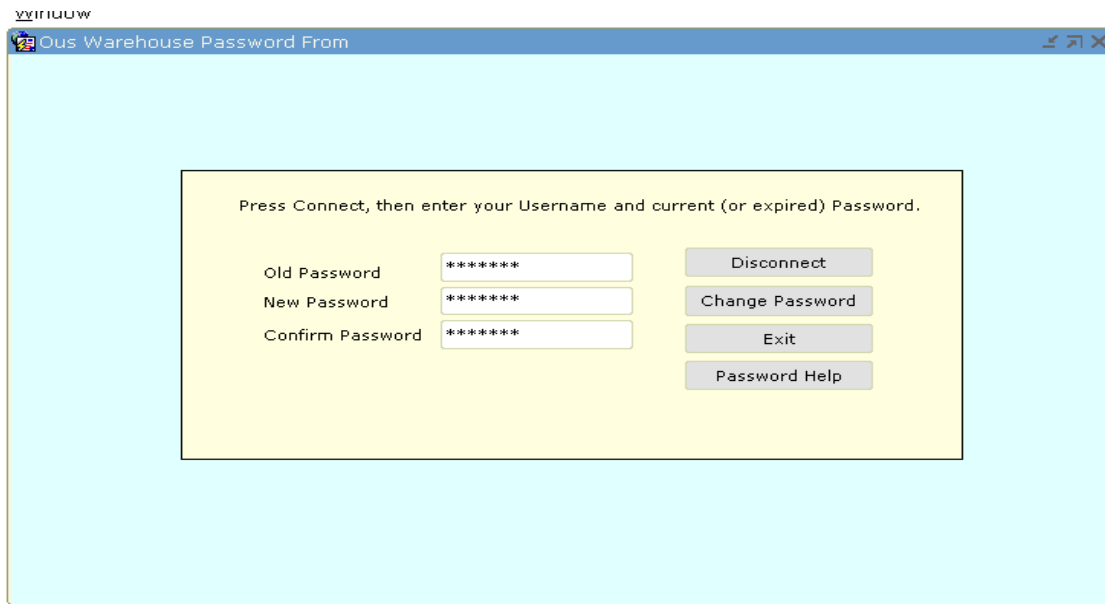 Window
Ous Warehouse Password From
Press Connect, then enter your Username and current (or expired) Password.
Old Password ******* Disconnect
New Password ******* Change Password
Confirm Password ******* Exit
Password Help